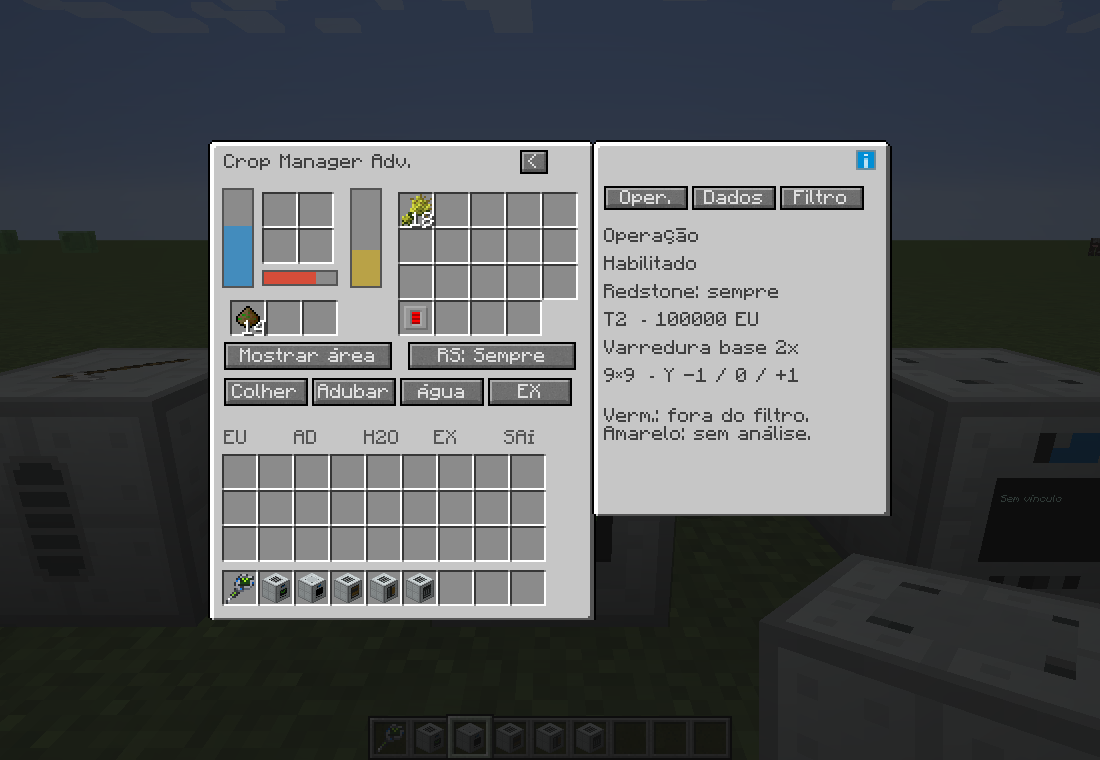 Crop Manager Adv.
<
i
Oper. Dados Filtro
18
Operação
Habilitado
Redstone: sempre
14
T2 - 100000 EU
Mostrar área
RS: Sempre
Varredura base 2x
9×9 - Y -1 / 0 / +1
Colher Adubar Água EX
Verm.: fora do filtro.
Amarelo: sem análise.
EU AD H2O EX SAí
Sem vínculo